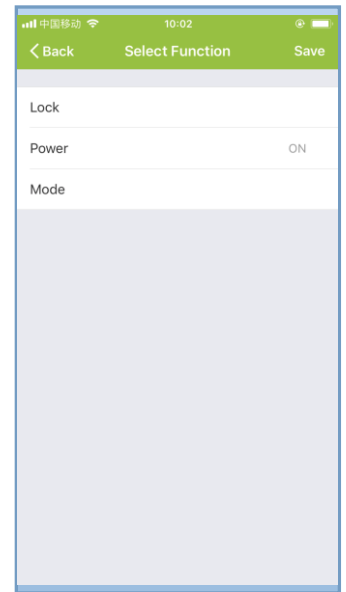 中国移动 10:02
Back Select Function Save
Lock
Power ON
Mode